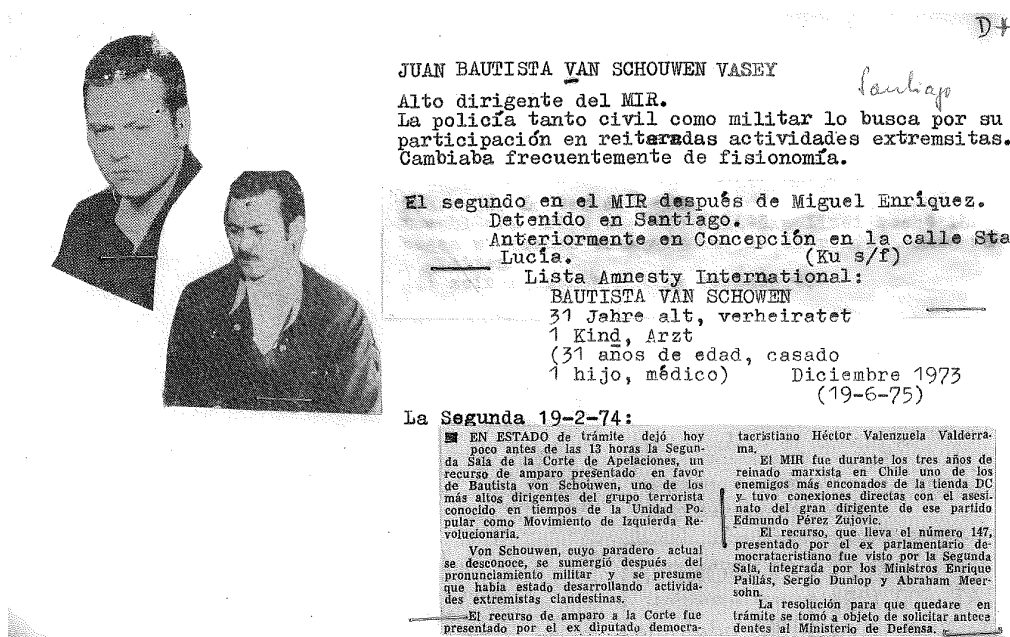 D+
JUAN BAUTISTA VAN SCHOUWEN VASEY
Santiago
Alto dirigente del MIR.
La policía tanto civil como militar lo busca por su
participación en reiteradas actividades extremsitas.
Cambiaba frecuentemente de fisionomía.
El segundo en el MIR después de Miguel Enríquez.
Detenido en Santiago.
Anteriormente en Concepción en la calle Sta
Lucía. (Ku s/f)
Lista Amnesty International:
BAUTISTA VAN SCHOWEN
31 Jahre alt, verheiratet
1 Kind, Arzt
(31 años de edad, casado
1 hijo, médico) Diciembre 1973
(19-6-75)
La Segunda 19-2-74:
EN ESTADO de trámite dejó hoy
poco antes de las 13 horas la Segun-
da Sala de la Corte de Apelaciones, un
recurso de amparo presentado en favor
de Bautista von Schouwen, uno de los
más altos dirigentes del grupo terrorista
conocido en tiempos de la Unidad Po-
pular como Movimiento de Izquierda Re-
volucionaria.
Von Schouwen, cuyo paradero actual
se desconoce, se sumergió después del
pronunciamiento militar y se presume
que había estado desarrollando activida-
des extremistas clandestinas.
El recurso de amparo a la Corte fue
presentado por el ex diputado democra-
tacristiano Héctor Valenzuela Valderra-
ma.
El MIR fue durante los tres años de
reinado marxista en Chile uno de los
enemigos más enconados de la tienda DC
y tuvo conexiones directas con el asesi-
nato del gran dirigente de ese partido
Edmundo Pérez Zujovic.
El recurso, que lleva el número 147,
presentado por el ex parlamentario de-
mocratacristiano fue visto por la Segunda
Sala, integrada por los Ministros Enrique
Paillás, Sergio Dunlop y Abraham Meer-
sohn.
La resolución para que quedare en
trámite se tomó a objeto de solicitar antece
dentes al Ministerio de Defensa.